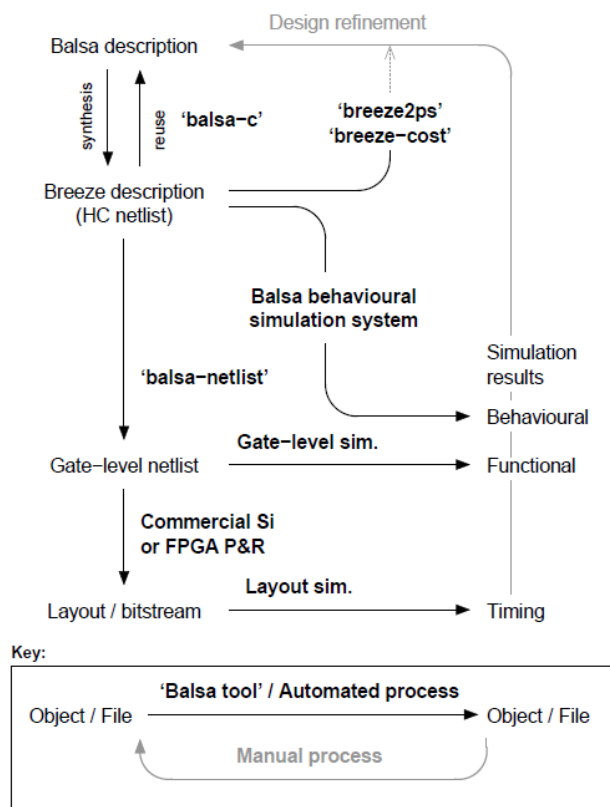 Design refinement
Balsa description
synthesis
reuse
‘balsa−c’
‘breeze2ps’
‘breeze−cost’
Breeze description
(HC netlist)
Balsa behavioural
simulation system
Simulation
results
‘balsa−netlist’
Behavioural
Gate−level netlist
Gate−level sim.
Functional
Commercial Si
or FPGA P&R
Layout / bitstream
Layout sim.
Timing
Key:
‘Balsa tool’ / Automated process
Object / File
Object / File
Manual process